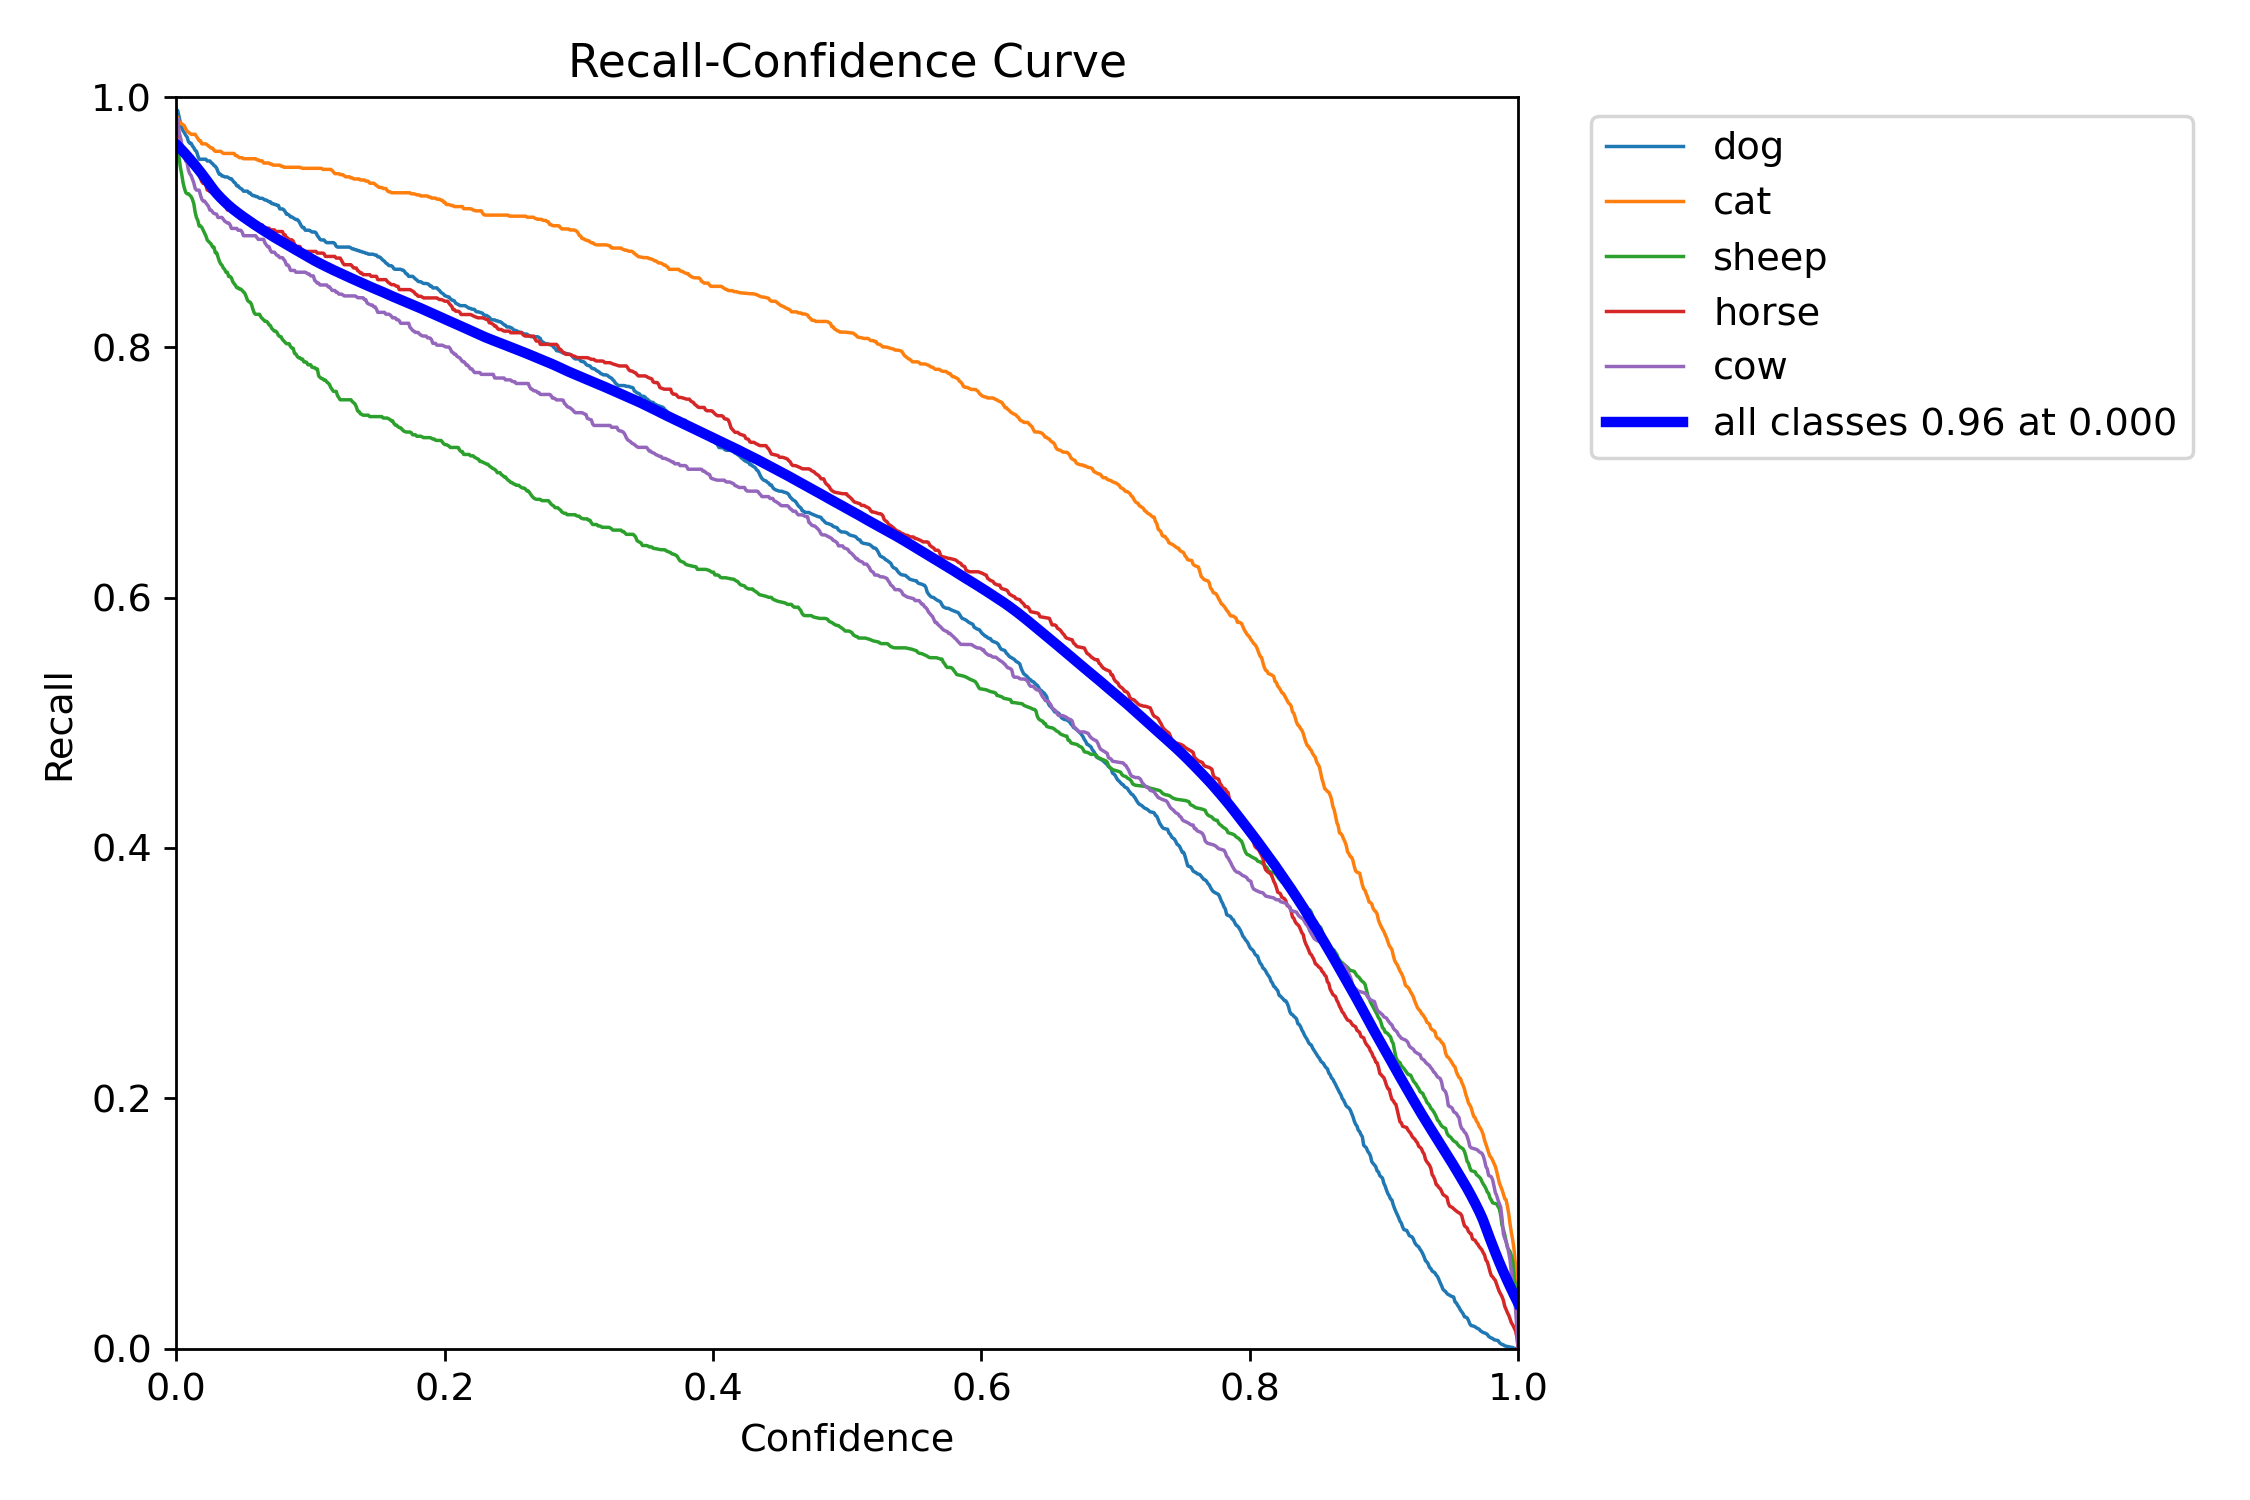 Recall-Confidence Curve
1.0
0.8
0.6
0.4
0.2
0.0
Recall
0.0 0.2 0.4 0.6 0.8 1.0
Confidence
dog
cat
sheep
horse
cow
all classes 0.96 at 0.000